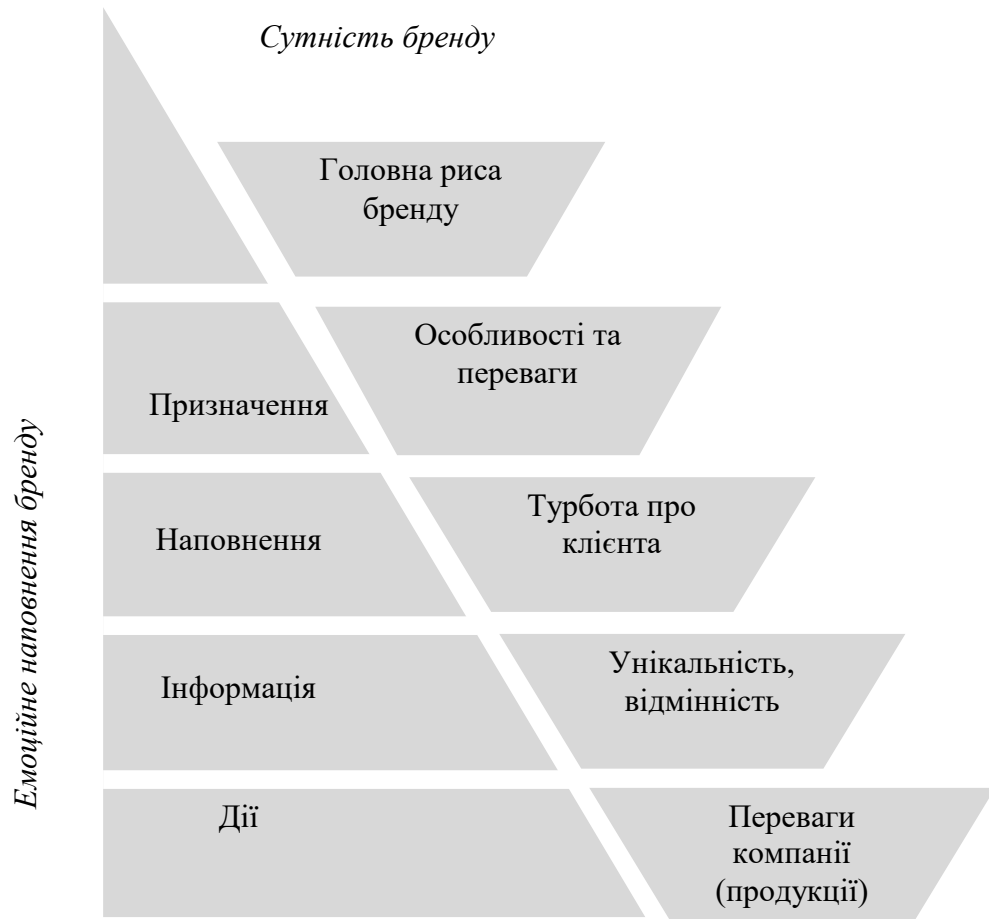 Сутність бренду
Головна риса
бренду
Особливості та
переваги
Призначення
Турбота про
клієнта
Наповнення
Унікальність,
відмінність
Інформація
Дії
Переваги
компанії
(продукції)
Емоційне наповнення бренду